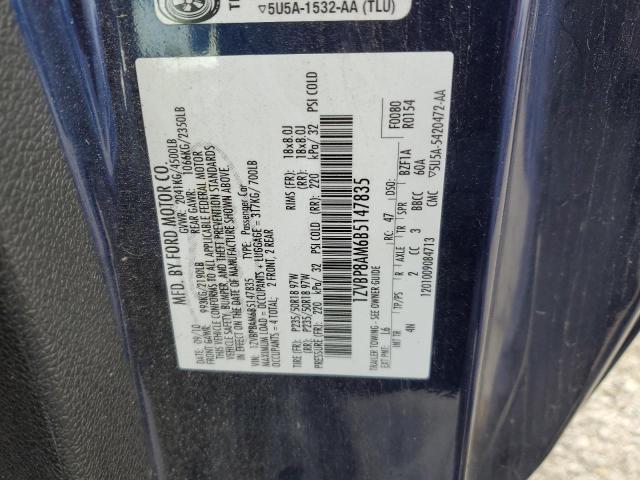 ▽5U5A-1532-AA (TLU)
MFD. BY FORD MOTOR CO.
DATE: 09/10 GVWR: 2041KG/4500LB
FRONT GAWR: 993KG/2190LB REAR GAWR: 1066KG/2350LB
THIS VEHICLE CONFORMS TO ALL APPLICABLE FEDERAL MOTOR
VEHICLE SAFETY, BUMPER, AND THEFT PREVENTION STANDARDS
IN EFFECT ON THE DATE OF MANUFACTURE SHOWN ABOVE.
VIN: 1ZVBP8AM6B5147835 TYPE: Passenger Car
MAXIMUM LOAD = OCCUPANTS + LUGGAGE = 317KG/ 700LB
OCCUPANTS = 4 TOTAL: 2 FRONT, 2 REAR
TIRE (FR): P235/50R18 97W RIMS (FR): 18x8.0J
(RR): P235/50R18 97W (RR): 18x8.0J
PRESSURE (FR): 220 kPa/ 32 PSI COLD (RR): 220 kPa/ 32 PSI COLD
1ZVBP8AM6B5147835
F0080
R0154
TRAILER TOWING - SEE OWNER GUIDE
EXT PNT: L6 RC: 47 DSO:
INT TR TP/PS R AXLE TR SPR BZF1A
4N 2 CC 3 BBCC 60A
1201009084713 CMC ▽5U5A-5420472-AA